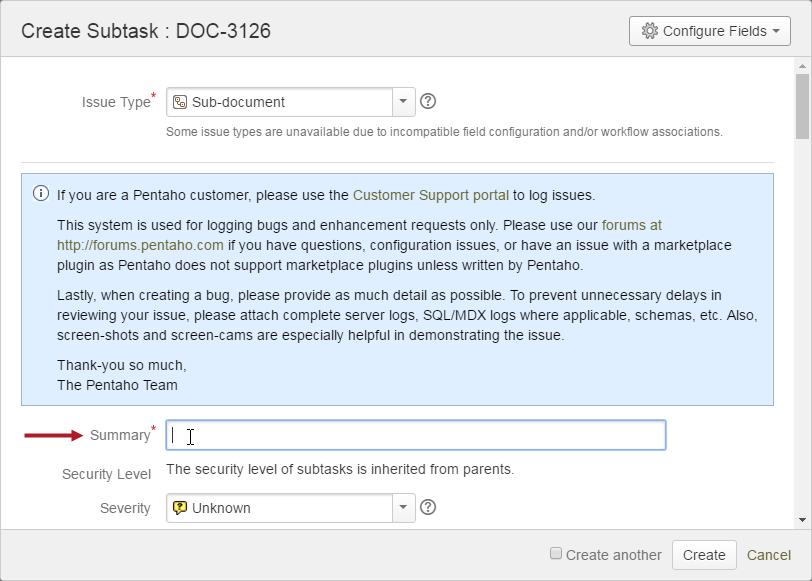 Create Subtask : DOC-3126
Configure Fields
Issue Type*
Sub-document
Some issue types are unavailable due to incompatible field configuration and/or workflow associations.
If you are a Pentaho customer, please use the Customer Support portal to log issues.
This system is used for logging bugs and enhancement requests only. Please use our forums at
http://forums.pentaho.com if you have questions, configuration issues, or have an issue with a marketplace
plugin as Pentaho does not support marketplace plugins unless written by Pentaho.
Lastly, when creating a bug, please provide as much detail as possible. To prevent unnecessary delays in
reviewing your issue, please attach complete server logs, SQL/MDX logs where applicable, schemas, etc. Also,
screen-shots and screen-cams are especially helpful in demonstrating the issue.
Thank-you so much,
The Pentaho Team
Summary*
Security Level
The security level of subtasks is inherited from parents.
Severity
Unknown
Create another
Create
Cancel